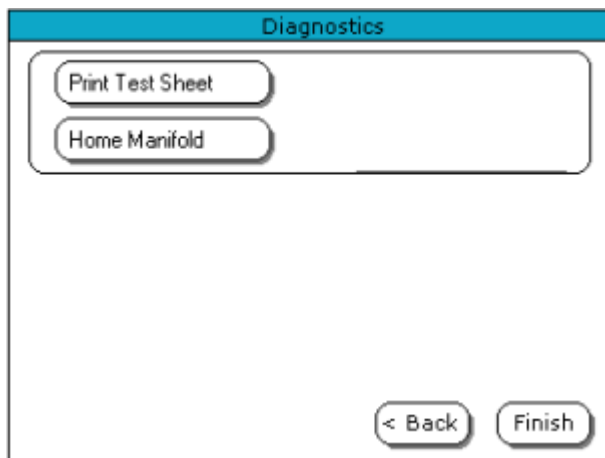 Diagnostics
Print Test Sheet
Home Manifold
< Back
Finish